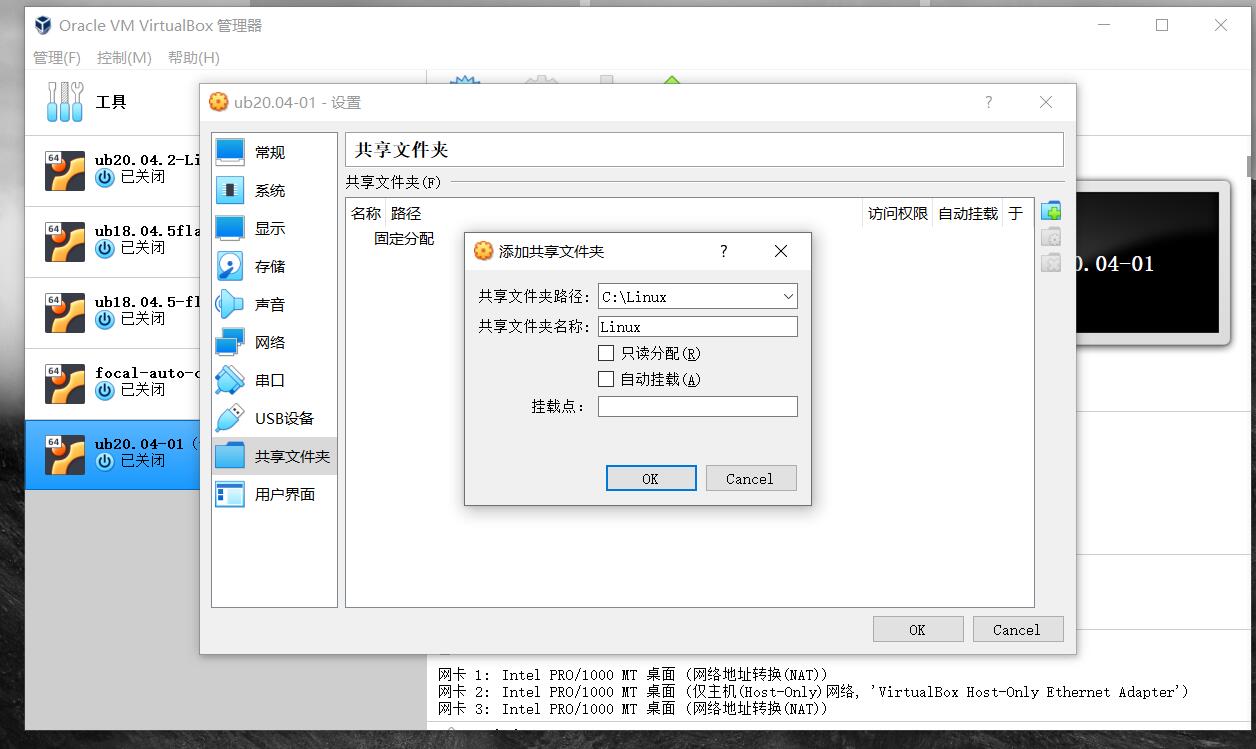 Oracle VM VirtualBox 管理器
管理(F) 控制(M) 帮助(H)
工具
64 ub20.04.2-Li
已关闭
64 ub18.04.5fla
已关闭
64 ub18.04.5-fl
已关闭
64 focal-auto-c
已关闭
64 ub20.04-01
已关闭
ub20.04-01 - 设置
常规
系统
显示
存储
声音
网络
串口
USB设备
共享文件夹
用户界面
共享文件夹
共享文件夹(F)
名称 路径 访问权限 自动挂载 于
固定分配
添加共享文件夹
共享文件夹路径: C:\Linux
共享文件夹名称: Linux
只读分配(R)
自动挂载(A)
挂载点:
OK Cancel
OK Cancel
0.04-01
网卡 1: Intel PRO/1000 MT 桌面 (网络地址转换(NAT))
网卡 2: Intel PRO/1000 MT 桌面 (仅主机(Host-Only)网络, 'VirtualBox Host-Only Ethernet Adapter')
网卡 3: Intel PRO/1000 MT 桌面 (网络地址转换(NAT))